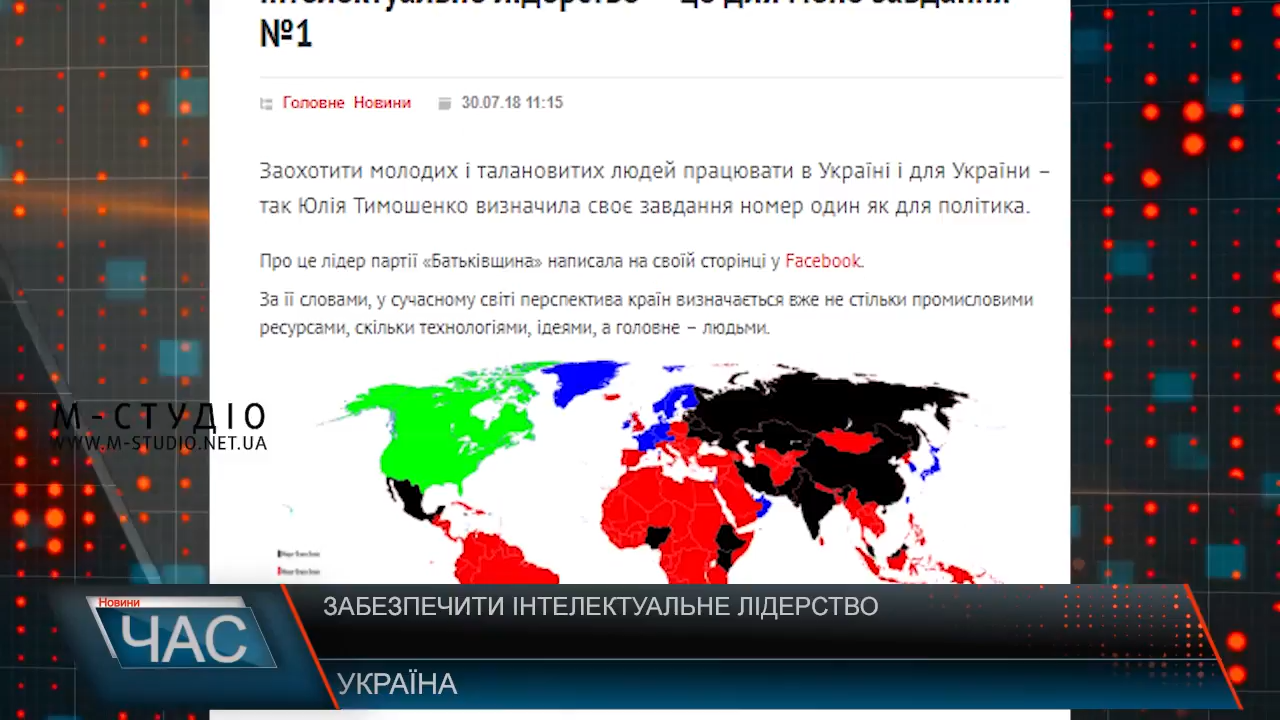 №1
Головне Новини 30.07.18 11:15
Заохотити молодих і талановитих людей працювати в Україні і для України –
так Юлія Тимошенко визначила своє завдання номер один як для політика.
Про це лідер партії «Батьківщина» написала на своїй сторінці у Facebook.
За її словами, у сучасному світі перспектива країн визначається вже не стільки промисловими
ресурсами, скільки технологіями, ідеями, а головне – людьми.
М-СТУДІО
WWW.M-STUDIO.NET.UA
Новини
ЧАС
ЗАБЕЗПЕЧИТИ ІНТЕЛЕКТУАЛЬНЕ ЛІДЕРСТВО
УКРАЇНА